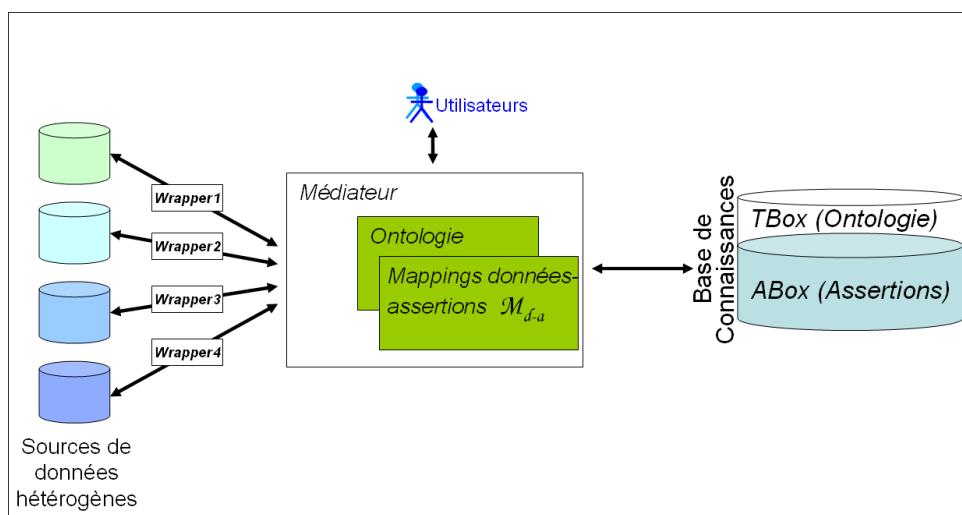 Utilisateurs
Wrapper1
Wrapper2
Wrapper3
Wrapper4
Sources de
données
hétérogènes
Médiateur
Ontologie
Mappings données-
assertions M_{d-a}
Base de
Connaissances
TBox (Ontologie)
ABox (Assertions)